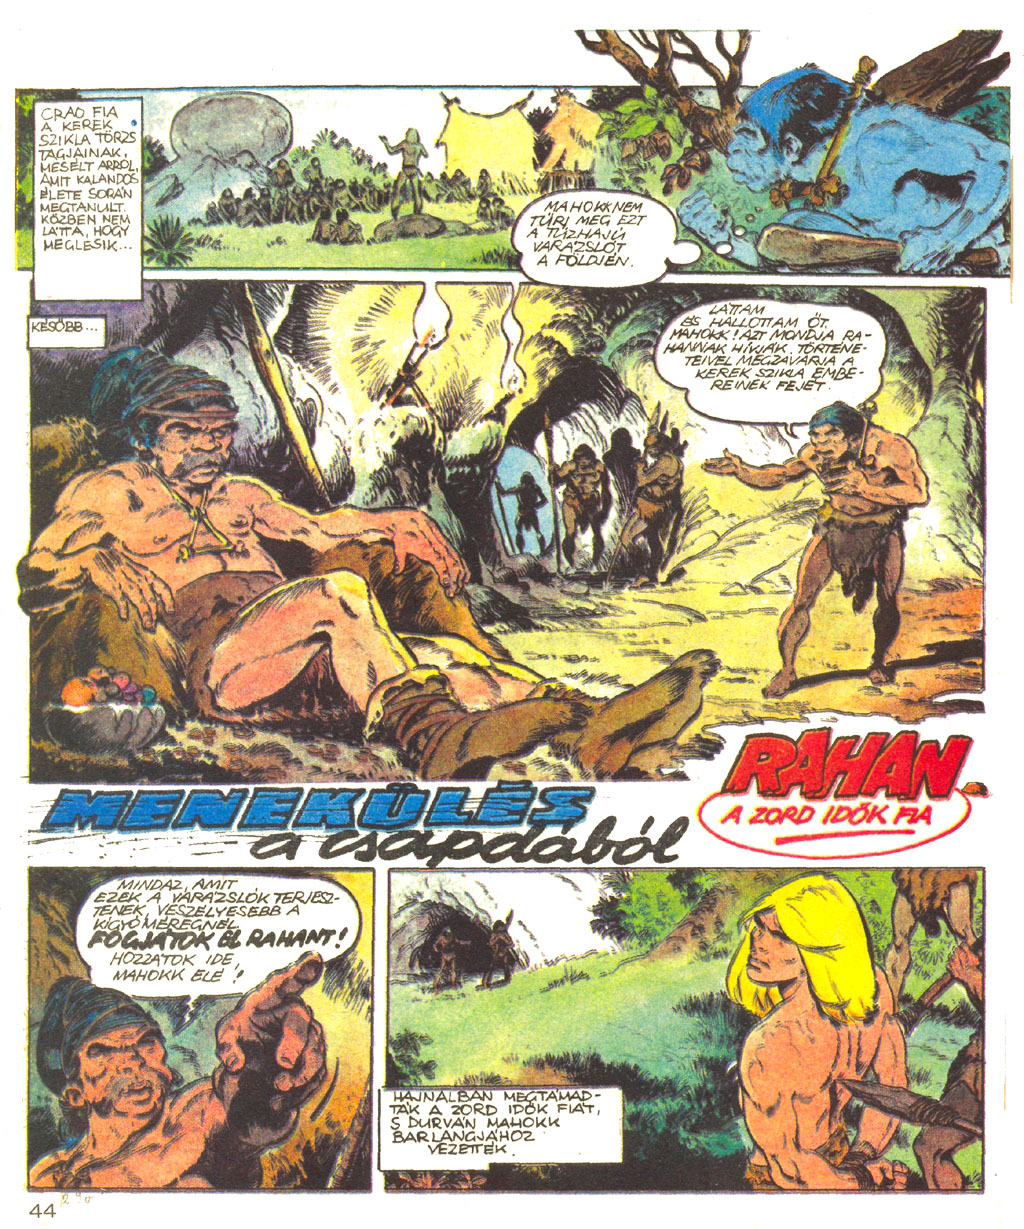 CRAO FIA
A KEREK
SZIKLA TÖRZS
TAGJAINAK,
MESÉLT ARRÓL,
AMIT KALANDOS
ÉLETE SORÁN
MEGTANULT.
KÖZBEN NEM
LÁTTA, HOGY
MEGLESIK...
MAHOKK NEM
TŰRI MEG EZT
A TŰZHAJÚ
VARÁZSLÓT
A FÖLDJÉN.
KÉSŐBB...
LÁTTAM
ÉS HALLOTTAM ŐT,
MAHOKK! AZT MONDJA RA-
HANNAK HÍVJÁK. TÖRTÉNE-
TEIVEL MEGZAVARJA A
KEREK SZIKLA EMBE-
REINEK FEJÉT.
RAHAN
A ZORD IDŐK FIA
MENEKÜLÉS
a csapdából
MINDAZ, AMIT
EZEK A VARÁZSLÓK TERJESZ-
TENEK, VESZÉLYESEBB A
KÍGYÓMÉREGNÉL.
FOGJÁTOK EL RAHANT!
HOZZÁTOK IDE,
MAHOKK ELÉ!
HAJNALBAN MEGTÁMAD-
TÁK A ZORD IDŐK FIÁT,
S DURVÁN MAHOKK
BARLANGJÁHOZ
VEZETTÉK.
44